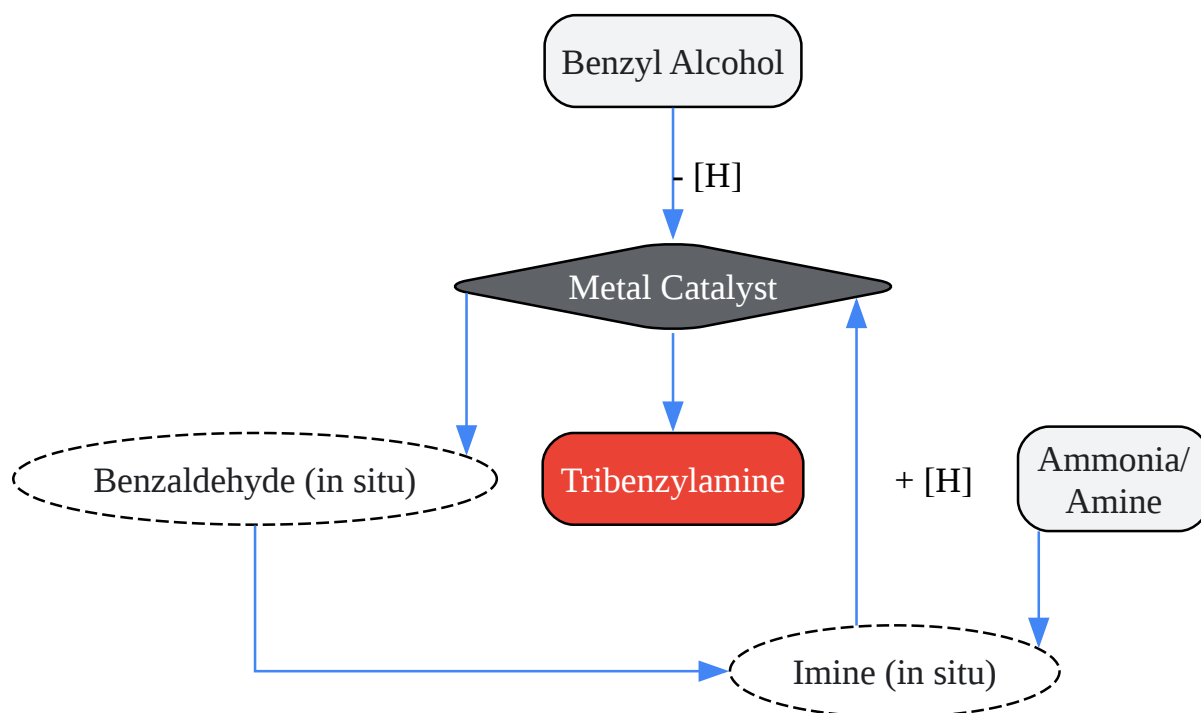 Benzyl Alcohol
- [H]
Metal Catalyst
Benzaldehyde (in situ)
Tribenzylamine
+ [H]
Ammonia/
Amine
Imine (in situ)